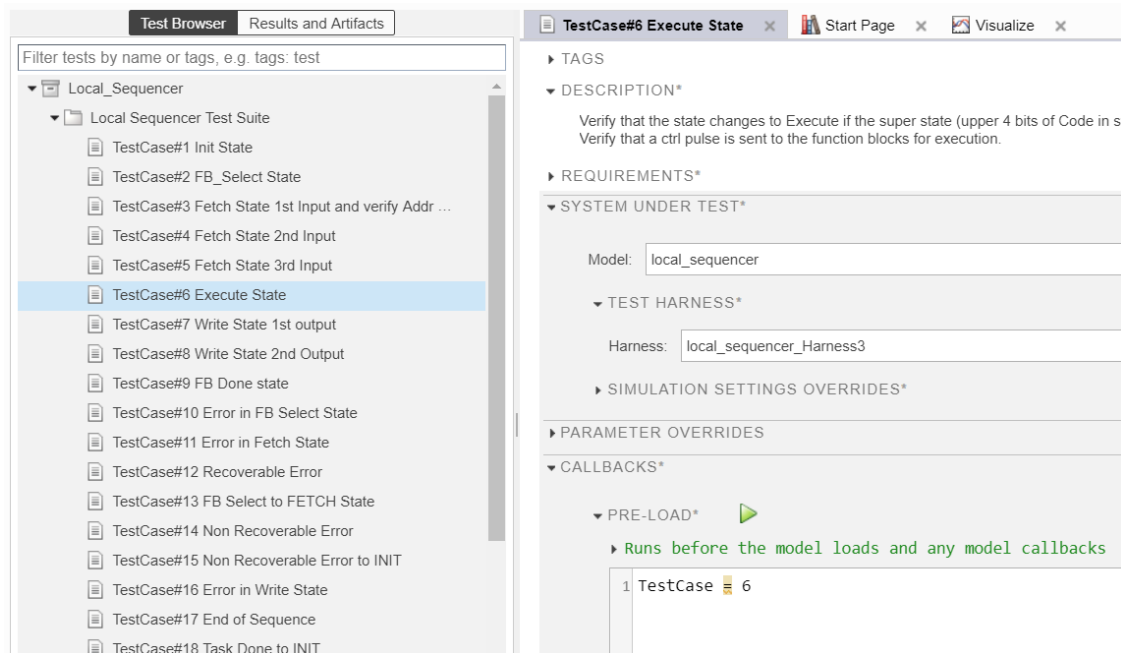 Test Browser
Results and Artifacts
Filter tests by name or tags, e.g. tags: test
Local_Sequencer
Local Sequencer Test Suite
TestCase#1 Init State
TestCase#2 FB_Select State
TestCase#3 Fetch State 1st Input and verify Addr ...
TestCase#4 Fetch State 2nd Input
TestCase#5 Fetch State 3rd Input
TestCase#6 Execute State
TestCase#7 Write State 1st output
TestCase#8 Write State 2nd Output
TestCase#9 FB Done state
TestCase#10 Error in FB Select State
TestCase#11 Error in Fetch State
TestCase#12 Recoverable Error
TestCase#13 FB Select to FETCH State
TestCase#14 Non Recoverable Error
TestCase#15 Non Recoverable Error to INIT
TestCase#16 Error in Write State
TestCase#17 End of Sequence
TestCase#18 Task Done to INIT
TestCase#6 Execute State
Start Page
Visualize
TAGS
DESCRIPTION*
Verify that the state changes to Execute if the super state (upper 4 bits of Code in s
Verify that a ctrl pulse is sent to the function blocks for execution.
REQUIREMENTS*
SYSTEM UNDER TEST*
Model: local_sequencer
TEST HARNESS*
Harness: local_sequencer_Harness3
SIMULATION SETTINGS OVERRIDES*
PARAMETER OVERRIDES
CALLBACKS*
PRE-LOAD*
Runs before the model loads and any model callbacks
1 TestCase = 6